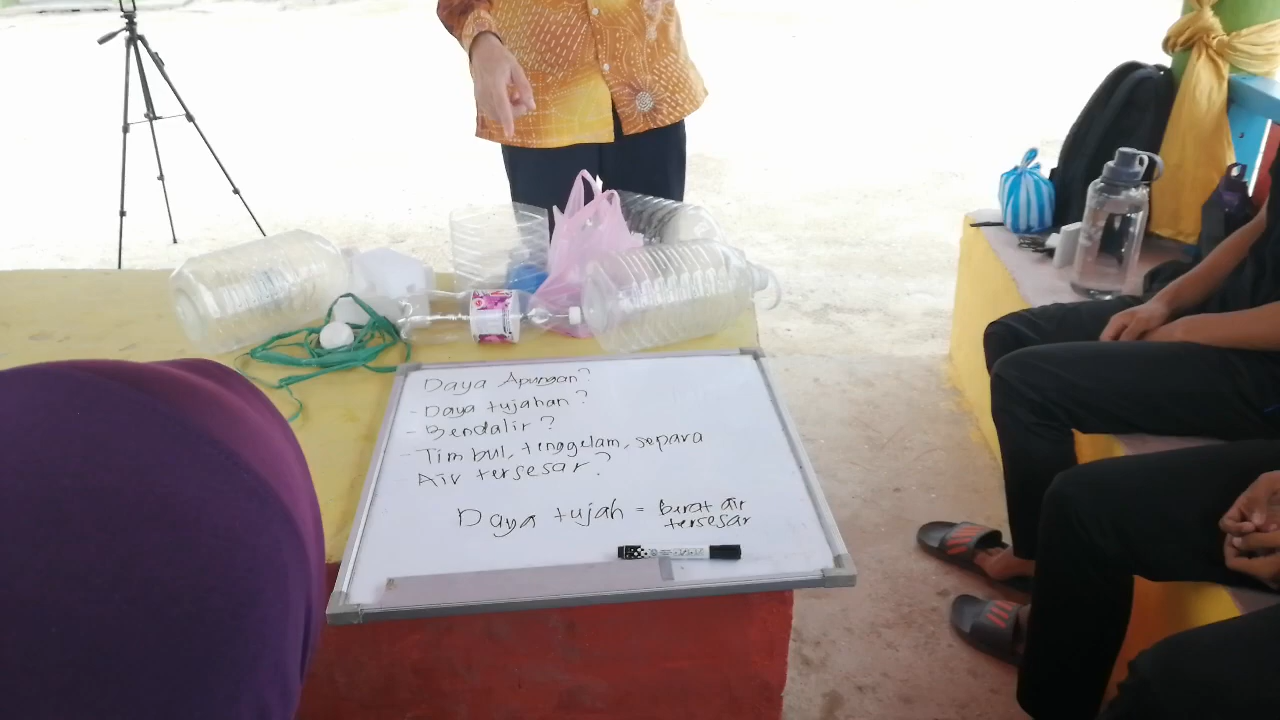 Daya Apungan?
- Daya tujahan?
- Bendalir?
- Timbul, tenggelam, separa
Air tersesar?
Daya tujah = berat air
tersesar